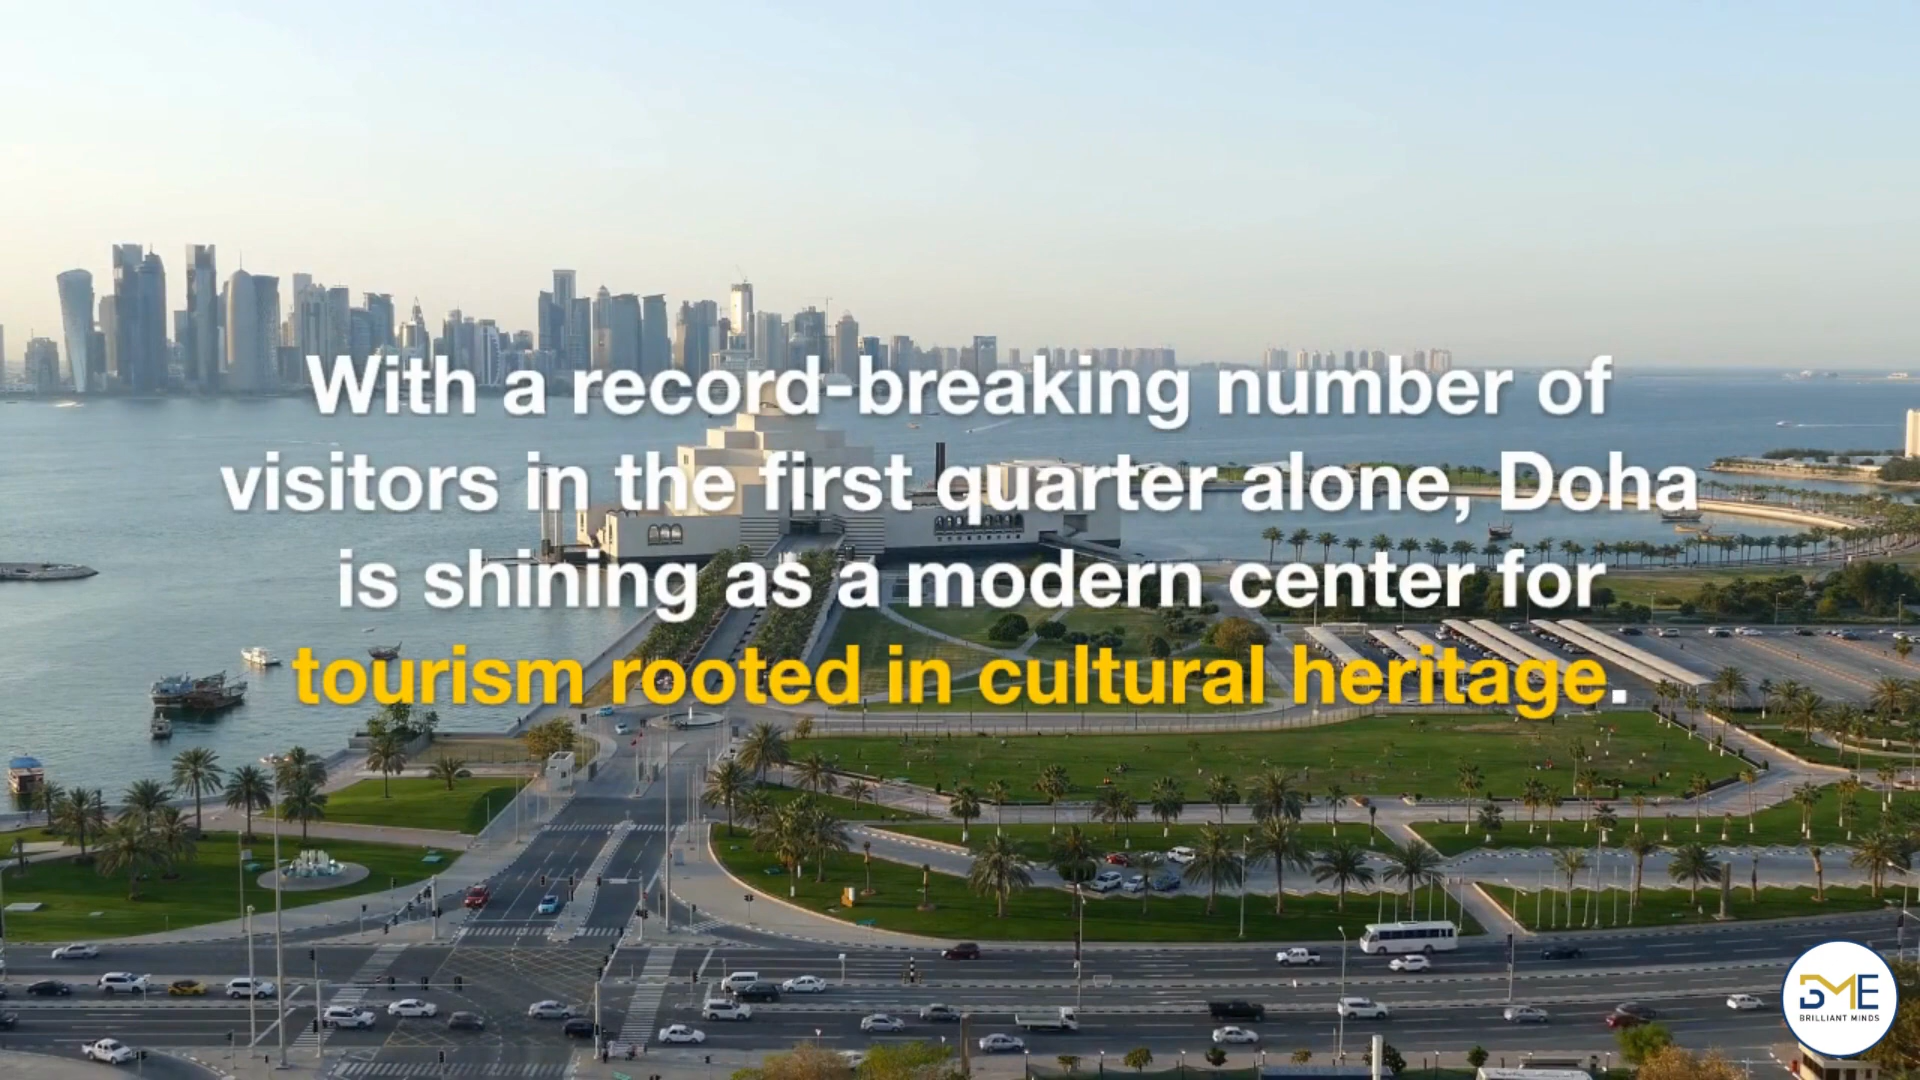 With a record-breaking number of
visitors in the first quarter alone, Doha
is shining as a modern center for
tourism rooted in cultural heritage.
BME
BRILLIANT MINDS